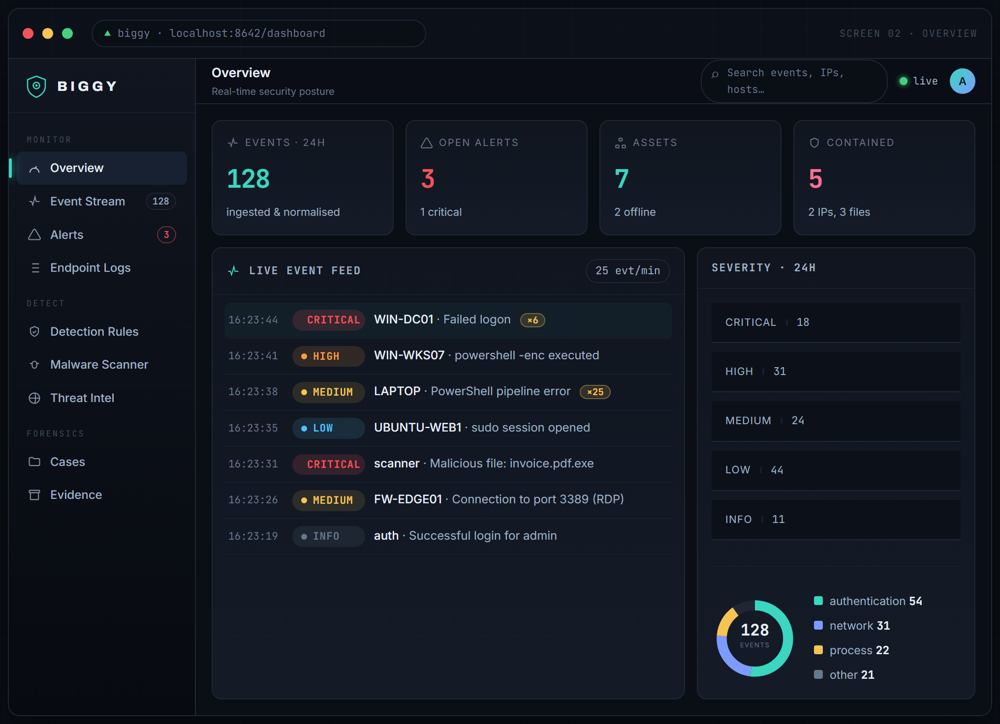 biggy · localhost:8642/dashboard
SCREEN 02 · OVERVIEW
BIGGY
MONITOR
Overview
Event Stream 128
Alerts 3
Endpoint Logs
DETECT
Detection Rules
Malware Scanner
Threat Intel
FORENSICS
Cases
Evidence
Overview
Real-time security posture
Search events, IPs,
hosts…
live
A
EVENTS · 24H
128
ingested & normalised
OPEN ALERTS
3
1 critical
ASSETS
7
2 offline
CONTAINED
5
2 IPs, 3 files
LIVE EVENT FEED
25 evt/min
16:23:44 CRITICAL WIN-DC01 · Failed logon ×6
16:23:41 HIGH WIN-WKS07 · powershell -enc executed
16:23:38 MEDIUM LAPTOP · PowerShell pipeline error ×25
16:23:35 LOW UBUNTU-WEB1 · sudo session opened
16:23:31 CRITICAL scanner · Malicious file: invoice.pdf.exe
16:23:26 MEDIUM FW-EDGE01 · Connection to port 3389 (RDP)
16:23:19 INFO auth · Successful login for admin
SEVERITY · 24H
CRITICAL 18
HIGH 31
MEDIUM 24
LOW 44
INFO 11
128
EVENTS
authentication 54
network 31
process 22
other 21